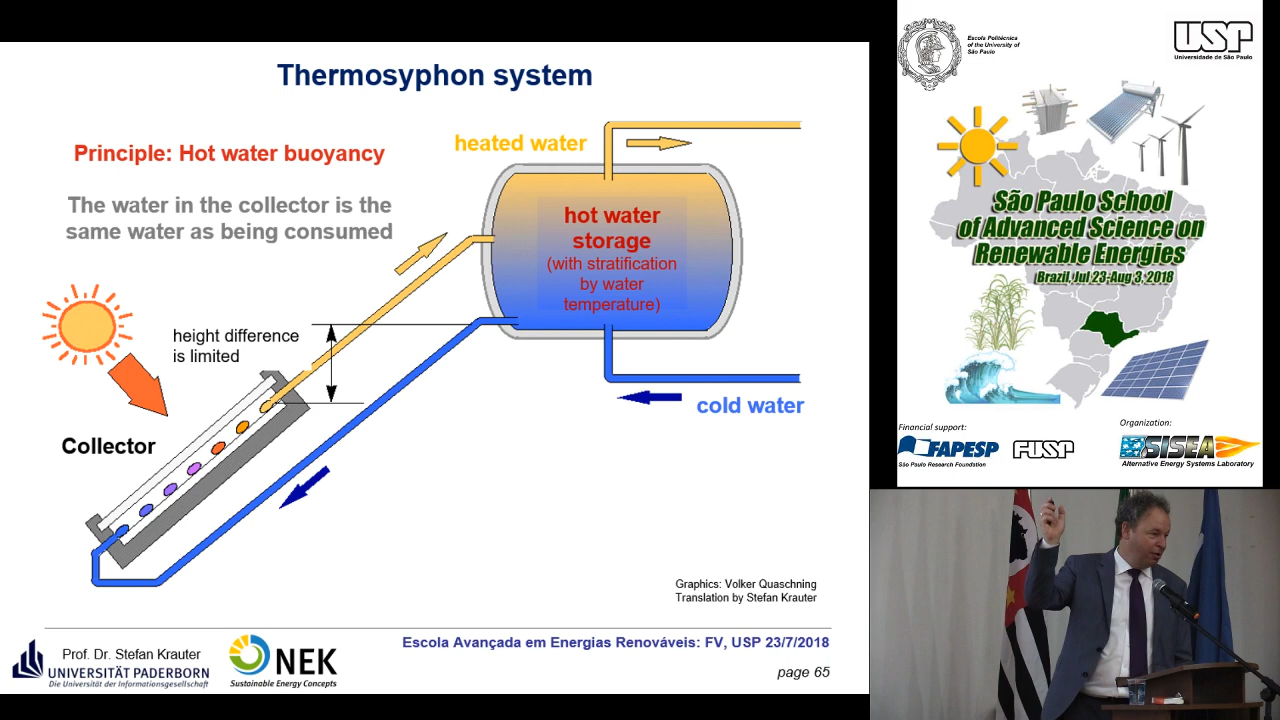 Thermosyphon system
Principle: Hot water buoyancy
The water in the collector is the
same water as being consumed
heated water
hot water
storage
(with stratification
by water
temperature)
height difference
is limited
Collector
cold water
Graphics: Volker Quaschning
Translation by Stefan Krauter
Prof. Dr. Stefan Krauter
UNIVERSITÄT PADERBORN
Die Universität der Informationsgesellschaft
NEK
Sustainable Energy Concepts
Escola Avançada em Energias Renováveis: FV, USP 23/7/2018
page 65
Escola Politécnica
of the University of
São Paulo
USP
Universidade de São Paulo
São Paulo School
of Advanced Science on
Renewable Energies
Brazil, Jul 23-Aug 3, 2018
Financial support:
FAPESP
São Paulo Research Foundation
FUSP
Organization:
SISEA
Alternative Energy Systems Laboratory